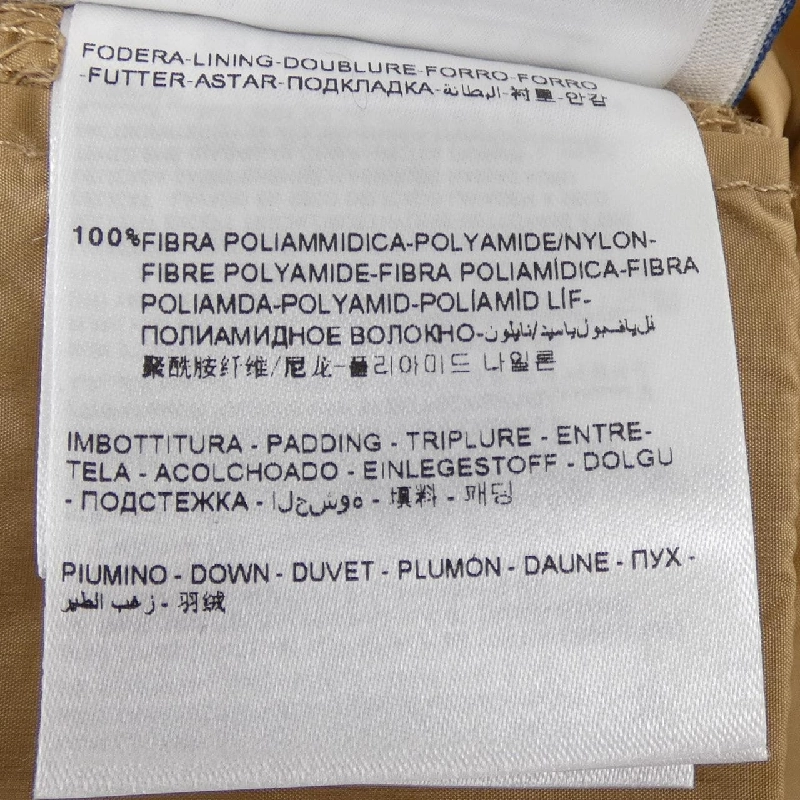 FODERA-LINING-DOUBLURE-FORRO-FORRO
-FUTTER-ASTAR-ПОДКЛАДКА-البطانة-衬里-안감
100%FIBRA POLIAMMIDICA-POLYAMIDE/NYLON-
FIBRE POLYAMIDE-FIBRA POLIAMÍDICA-FIBRA
POLIAMDA-POLYAMID-POLİAMİD LİF-
ПОЛИАМИДНОЕ ВОЛОКНО-
聚酰胺纤维/尼龙-폴리아미드 나일론
IMBOTTITURA - PADDING - TRIPLURE - ENTRE-
TELA - ACOLCHOADO - EINLEGESTOFF - DOLGU
- ПОДСТЕЖКА - الحشوه - 填料 - 패딩
PIUMINO - DOWN - DUVET - PLUMÓN - DAUNE - ПУХ -
زغب الطير - 羽绒